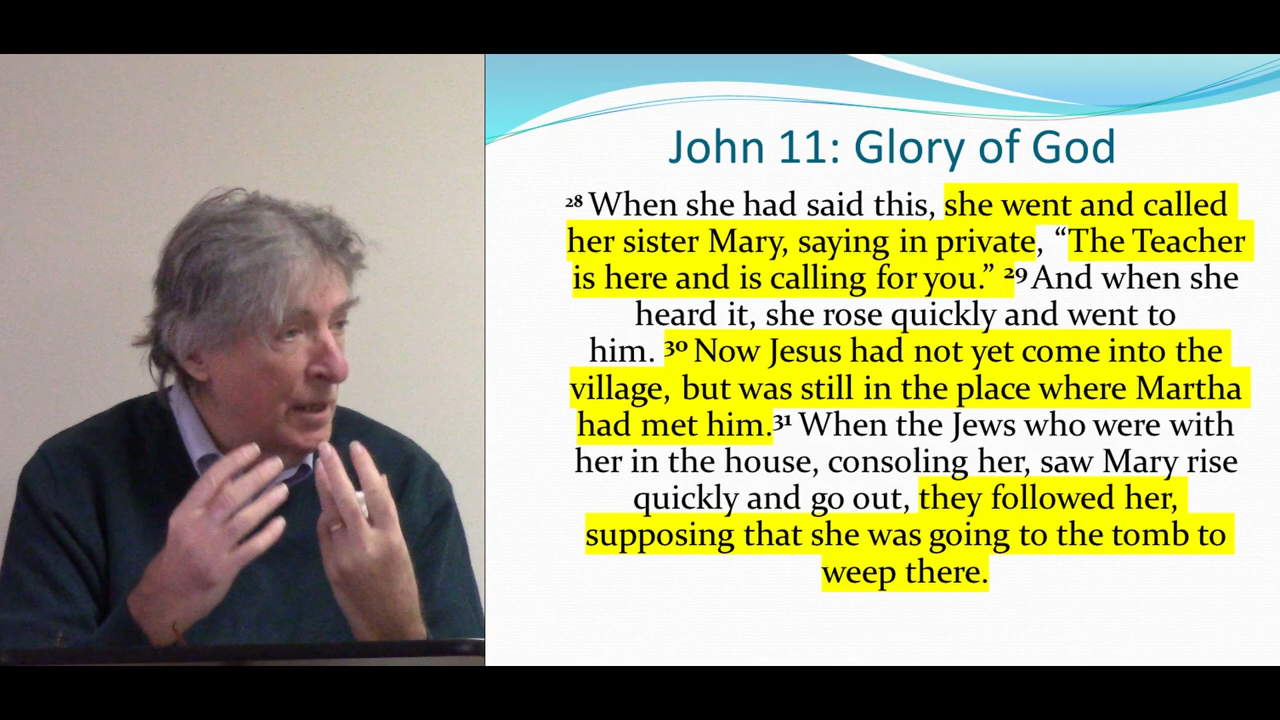 John 11: Glory of God
²⁸ When she had said this, she went and called
her sister Mary, saying in private, “The Teacher
is here and is calling for you.” ²⁹ And when she
heard it, she rose quickly and went to
him. ³⁰ Now Jesus had not yet come into the
village, but was still in the place where Martha
had met him.³¹ When the Jews who were with
her in the house, consoling her, saw Mary rise
quickly and go out, they followed her,
supposing that she was going to the tomb to
weep there.